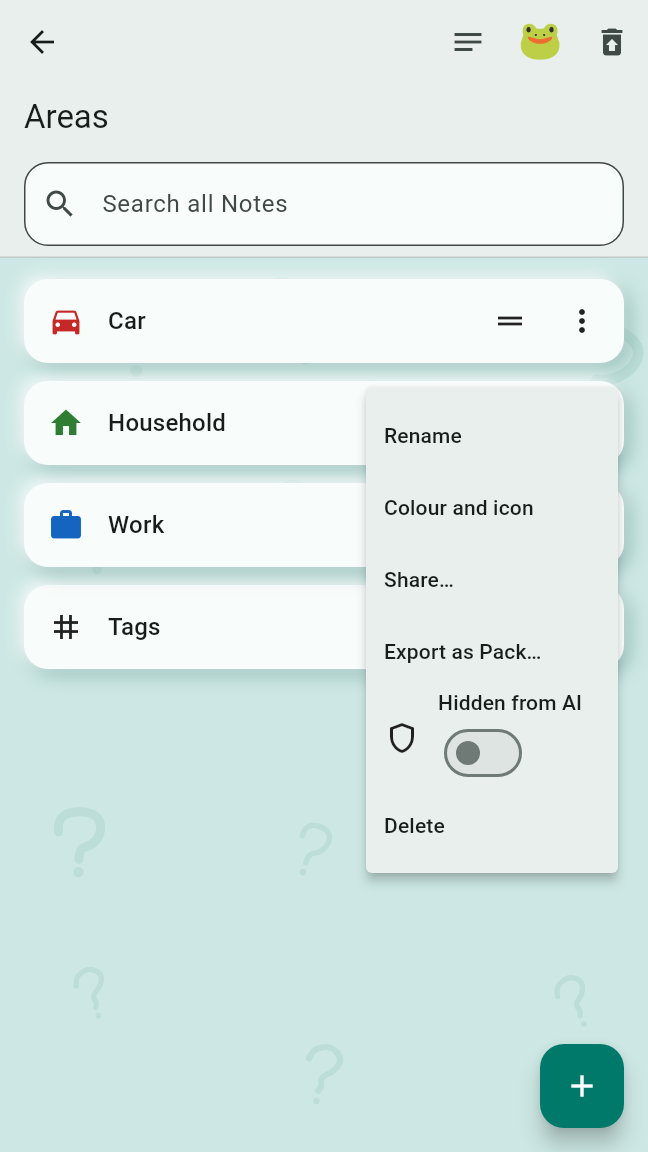 Areas
Search all Notes
Car
Household
Work
Tags
Rename
Colour and icon
Share…
Export as Pack…
Hidden from AI
Delete